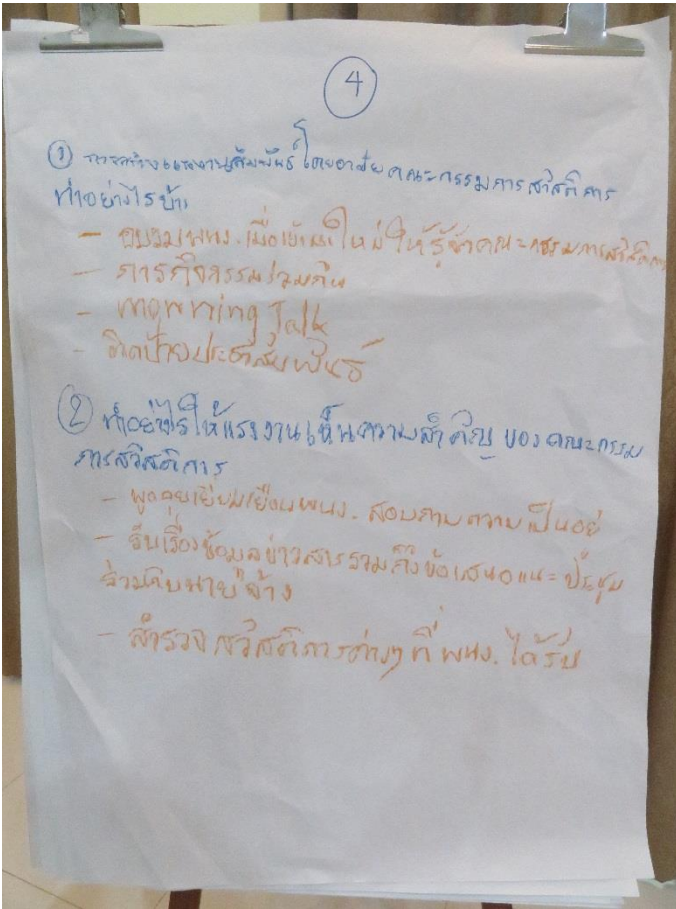 4
① การสร้างแรงงานสัมพันธ์โดยอาศัยคณะกรรมการสวัสดิการ
ทำอย่างไรบ้าง
- อบรมพนง.เมื่อเข้ามาใหม่ให้รู้จักคณะกรรมการสวัสดิการ
- ภารกิจกรรมร่วมกัน
- morning Talk
- ติดป้ายประชาสัมพันธ์
② ทำอย่างไรให้แรงงานเห็นความสำคัญของคณะกรรม
การสวัสดิการ
- พูดคุยเยี่ยมเยือนพนง. สอบถามความเป็นอยู่
- รับเรื่องข้อมูลข่าวสารรวมถึงข้อเสนอแนะ ประชุม
ร่วมกับนายจ้าง
- สำรวจสวัสดิการต่างๆที่พนง.ได้รับ